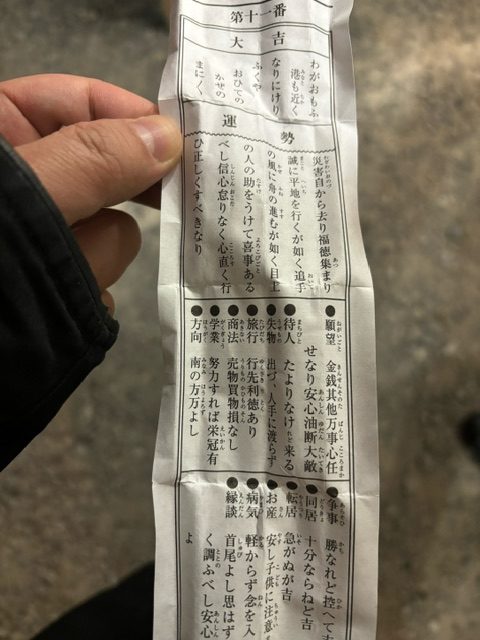 第十一番
大吉
わがおもふ
港も近く
なりにけり
ふくや
おひての
かぜの
まにく
運勢
災害自から去り福徳集まり
誠に平地を行くが如く追手
の風に舟の進むが如く目上
の人の助をうけて喜事ある
べし信心怠りなく心直く行
ひ正しくすべきなり
●願望 金銭其他万事心任
せなり安心油断大敵
●待人 たよりなけれど来る
●失物 出づ、人手に渡らず
●旅行 行先利徳あり
●商法 売物買物損なし
●学業 努力すれば栄冠有
●方向 南の方万よし
●争事 勝なれど控へて
●同居 十分ならねど吉
●転居 急がぬが吉
●お産 安し子供に注意
●病気 軽からず念を入
●縁談 首尾よし思はず
く調ふべし安心
よ